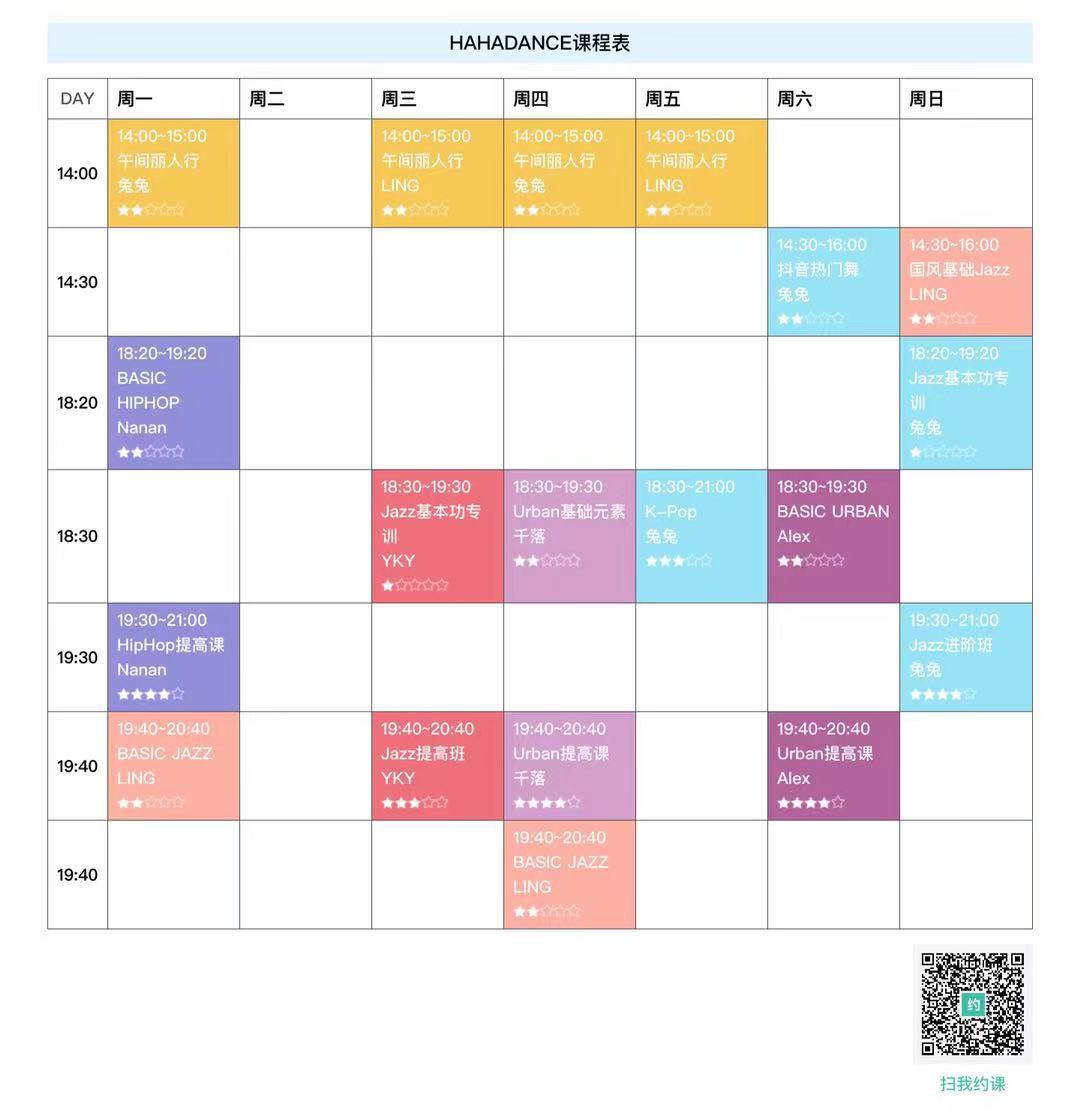 HAHADANCE课程表
DAY 周一 周二 周三 周四 周五 周六 周日
14:00
14:00~15:00
午间丽人行
兔兔
★★☆☆☆
14:00~15:00
午间丽人行
LING
★★☆☆☆
14:00~15:00
午间丽人行
兔兔
★★☆☆☆
14:00~15:00
午间丽人行
LING
★★☆☆☆
14:30
14:30~16:00
抖音热门舞
兔兔
★★☆☆☆
14:30~16:00
国风基础Jazz
LING
★★☆☆☆
18:20
18:20~19:20
BASIC
HIPHOP
Nanan
★★☆☆☆
18:20~19:20
Jazz基本功专
训
兔兔
★☆☆☆☆
18:30
18:30~19:30
Jazz基本功专
训
YKY
★☆☆☆☆
18:30~19:30
Urban基础元素
千落
★★☆☆☆
18:30~21:00
K-Pop
兔兔
★★★☆☆
18:30~19:30
BASIC URBAN
Alex
★★☆☆☆
19:30
19:30~21:00
HipHop提高课
Nanan
★★★★☆
19:30~21:00
Jazz进阶班
兔兔
★★★★☆
19:40
19:40~20:40
BASIC JAZZ
LING
★★☆☆☆
19:40~20:40
Jazz提高班
YKY
★★★☆☆
19:40~20:40
Urban提高课
千落
★★★★☆
19:40~20:40
Urban提高课
Alex
★★★★☆
19:40
19:40~20:40
BASIC JAZZ
LING
★★☆☆☆
约
扫我约课